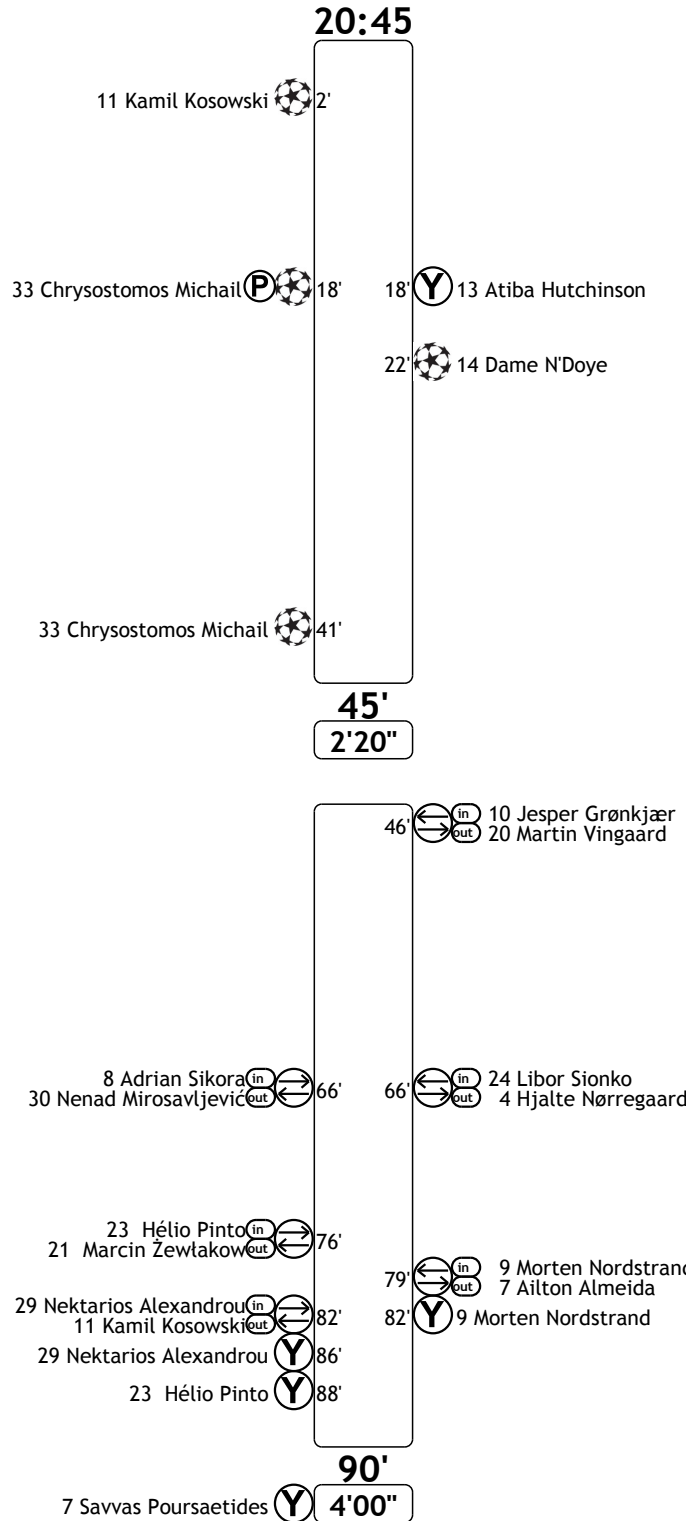 20:45
11 Kamil Kosowski 2'
33 Chrysostomos Michail P 18' 18' Y 13 Atiba Hutchinson
22' 14 Dame N'Doye
33 Chrysostomos Michail 41'
45'
2'20"
46' in 10 Jesper Grønkjær
out 20 Martin Vingaard
8 Adrian Sikora in 66' 66' in 24 Libor Sionko
30 Nenad Mirosavljević out out 4 Hjalte Nørregaard
23 Hélio Pinto in 76'
21 Marcin Żewłakow out
79' in 9 Morten Nordstrand
out 7 Ailton Almeida
29 Nektarios Alexandrou in 82' 82' Y 9 Morten Nordstrand
11 Kamil Kosowski out
29 Nektarios Alexandrou Y 86'
23 Hélio Pinto Y 88'
90'
7 Savvas Poursaetides Y 4'00"